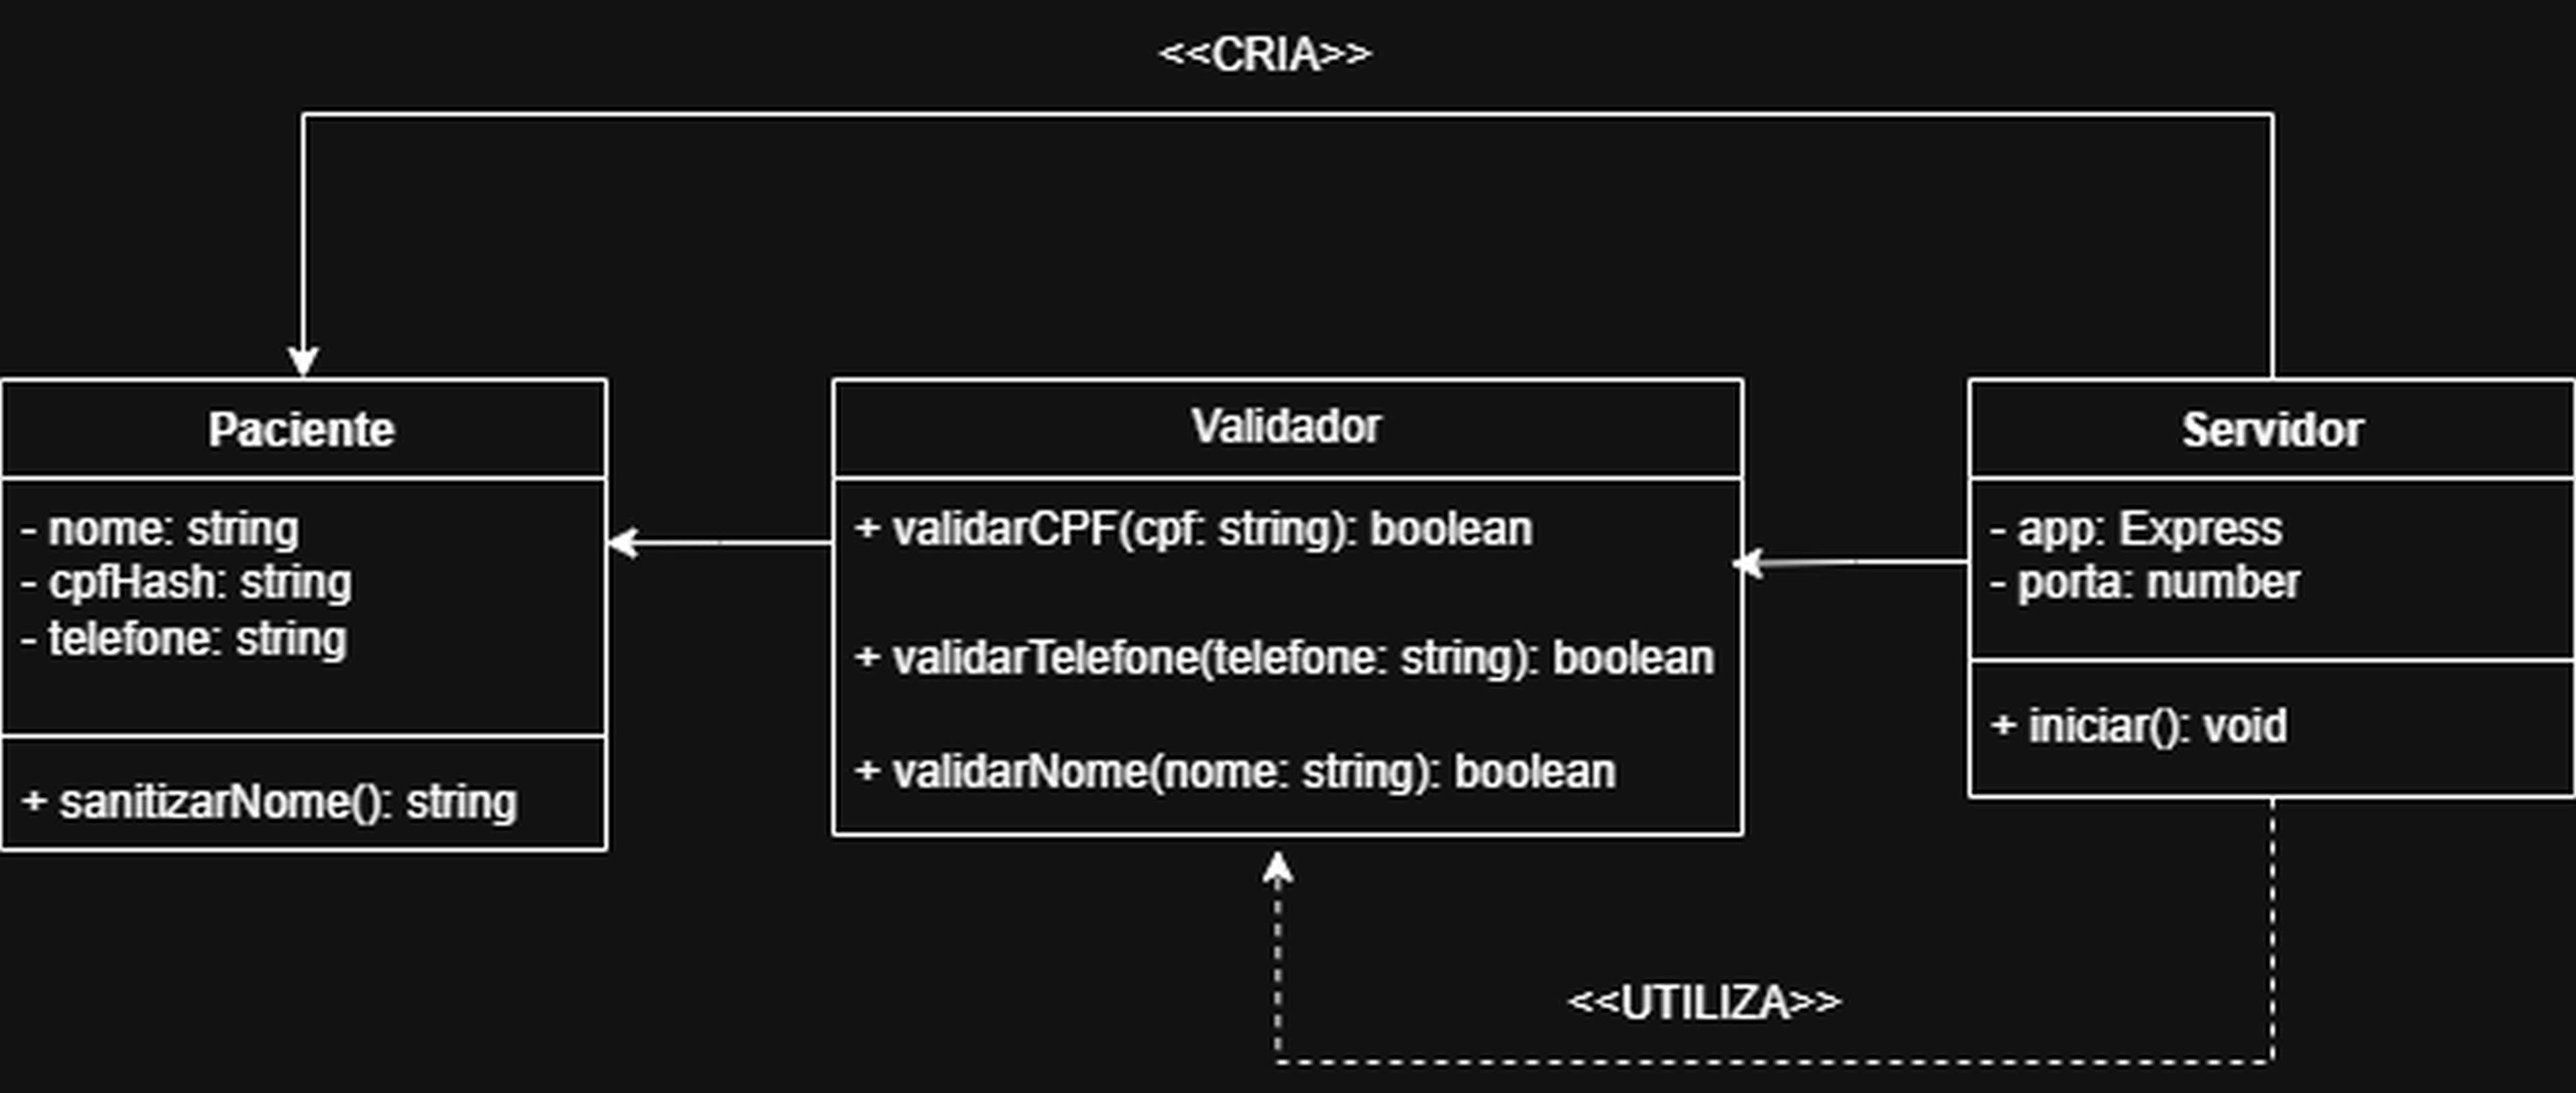 <<CRIA>>
Paciente
- nome: string
- cpfHash: string
- telefone: string
+ sanitizarNome(): string
Validador
+ validarCPF(cpf: string): boolean
+ validarTelefone(telefone: string): boolean
+ validarNome(nome: string): boolean
Servidor
- app: Express
- porta: number
+ iniciar(): void
<<UTILIZA>>